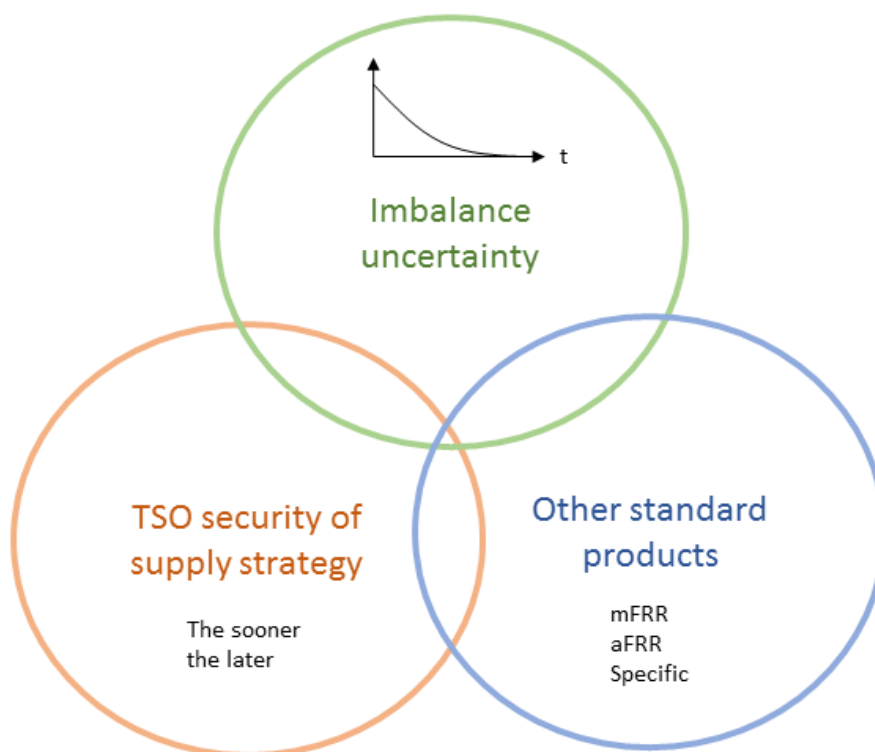 t
Imbalance
uncertainty
TSO security of
supply strategy
The sooner
the later
Other standard
products
mFRR
aFRR
Specific